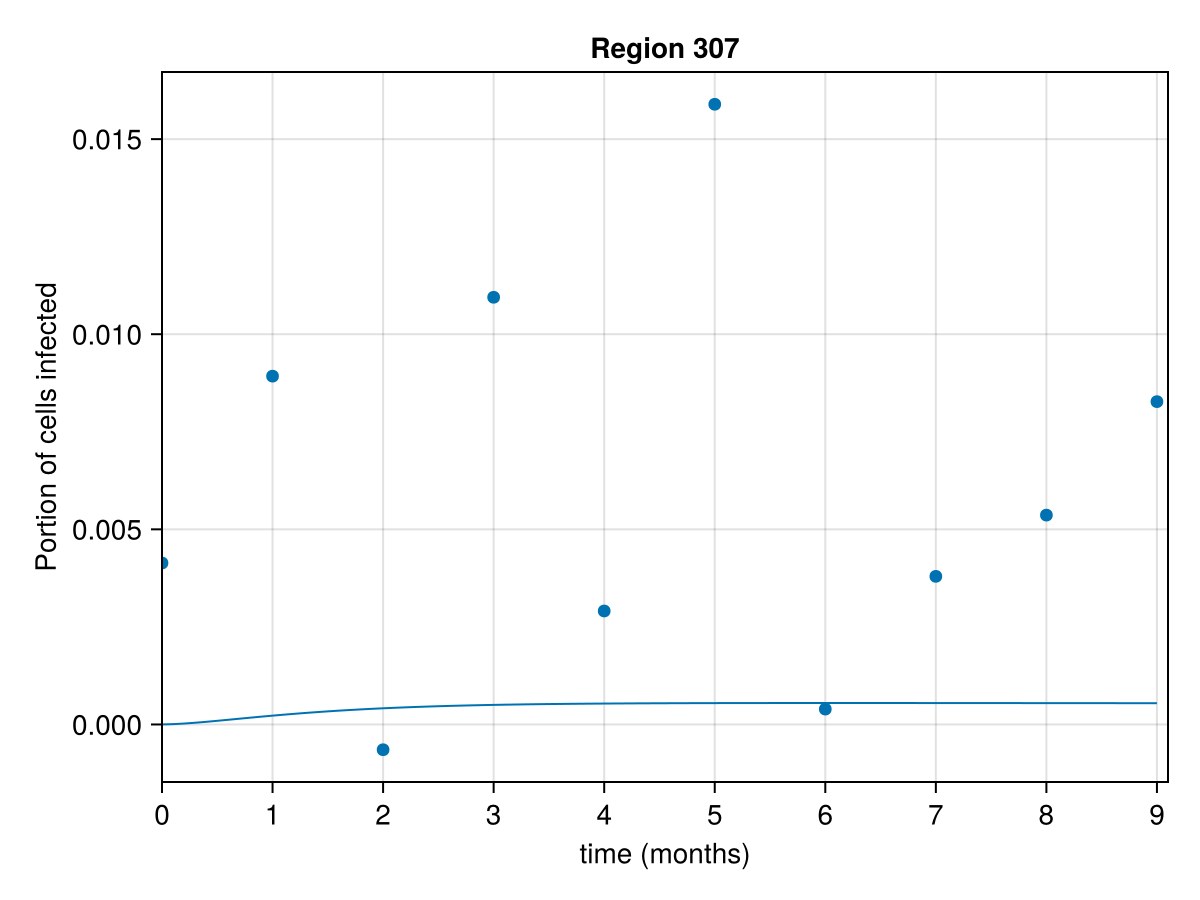 Region 307
Portion of cells infected
0.015
0.010
0.005
0.000
0 1 2 3 4 5 6 7 8 9
time (months)